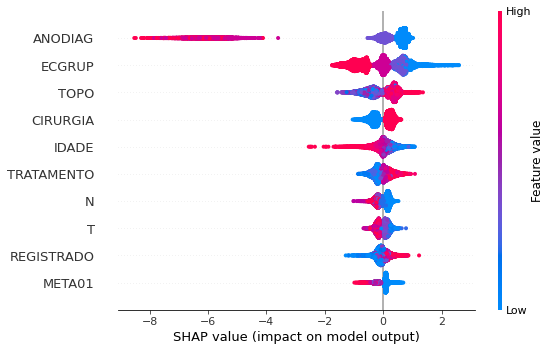 High
ANODIAG
ECGRUP
TOPO
CIRURGIA
IDADE
TRATAMENTO
N
T
REGISTRADO
META01
Feature value
Low
−8 −6 −4 −2 0 2
SHAP value (impact on model output)